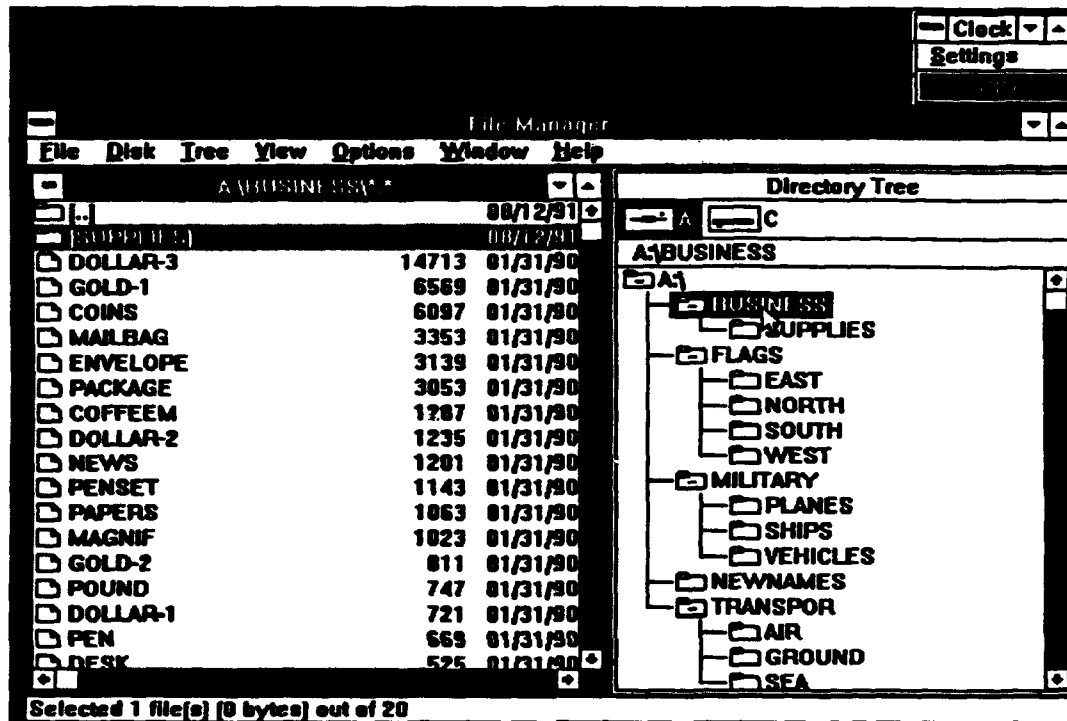 Clock
Settings
File Manager
File Disk Tree View Options Window Help
A:\BUSINESS\*.*
[..] 08/12/91
[SUPPLIES] 08/12/91
DOLLAR-3 14713 01/31/90
GOLD-1 6569 01/31/90
COINS 6097 01/31/90
MAILBAG 3353 01/31/90
ENVELOPE 3139 01/31/90
PACKAGE 3053 01/31/90
COFFEEM 1287 01/31/90
DOLLAR-2 1235 01/31/90
NEWS 1201 01/31/90
PENSET 1143 01/31/90
PAPERS 1063 01/31/90
MAGNIF 1023 01/31/90
GOLD-2 811 01/31/90
POUND 747 01/31/90
DOLLAR-1 721 01/31/90
PEN 669 01/31/90
DESK 525 01/31/90
Selected 1 file(s) (0 bytes) out of 20
Directory Tree
A C
A:\BUSINESS
A:\
BUSINESS
SUPPLIES
FLAGS
EAST
NORTH
SOUTH
WEST
MILITARY
PLANES
SHIPS
VEHICLES
NEWNAMES
TRANSPOR
AIR
GROUND
SEA